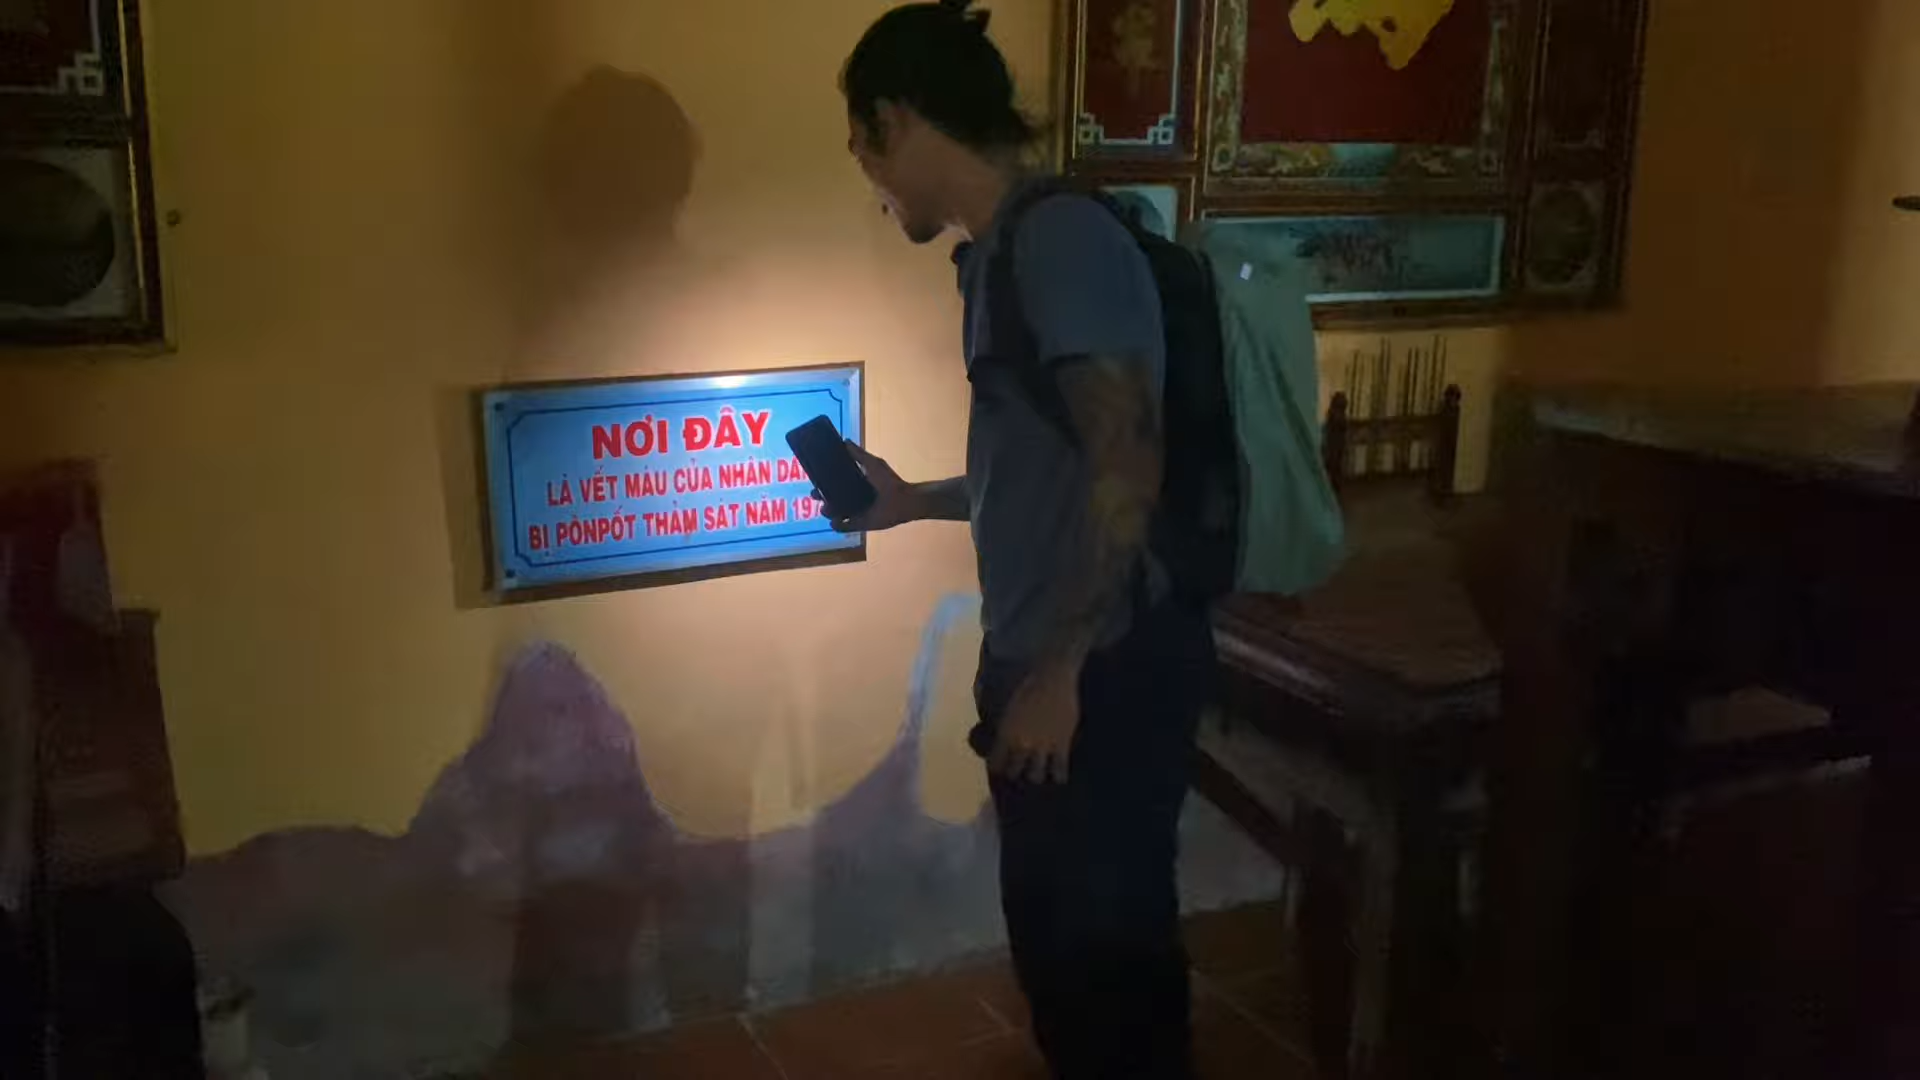 NƠI ĐÂY
LÀ VẾT MÁU CỦA NHÂN
BỊ PÔNPỐT THẢM SÁT NĂM